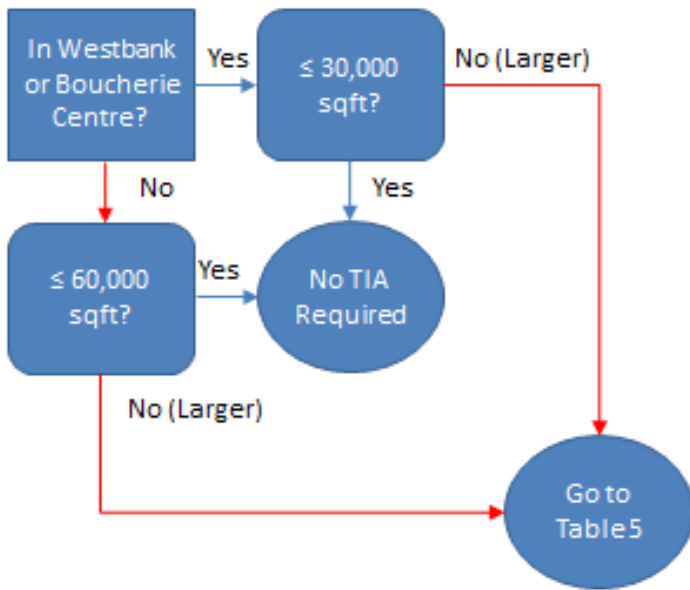 In Westbank
or Boucherie
Centre?
Yes
≤ 30,000
sqft?
No (Larger)
No
Yes
≤ 60,000
sqft?
Yes
No TIA
Required
No (Larger)
Go to
Table 5